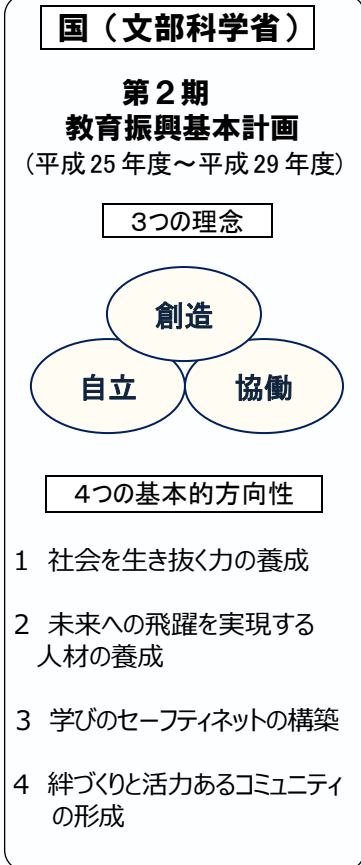 国（文部科学省）
第２期
教育振興基本計画
（平成25年度～平成29年度）
３つの理念
創造
自立
協働
４つの基本的方向性
1 社会を生き抜く力の養成
2 未来への飛躍を実現する
人材の養成
3 学びのセーフティネットの構築
4 絆づくりと活力あるコミュニティ
の形成